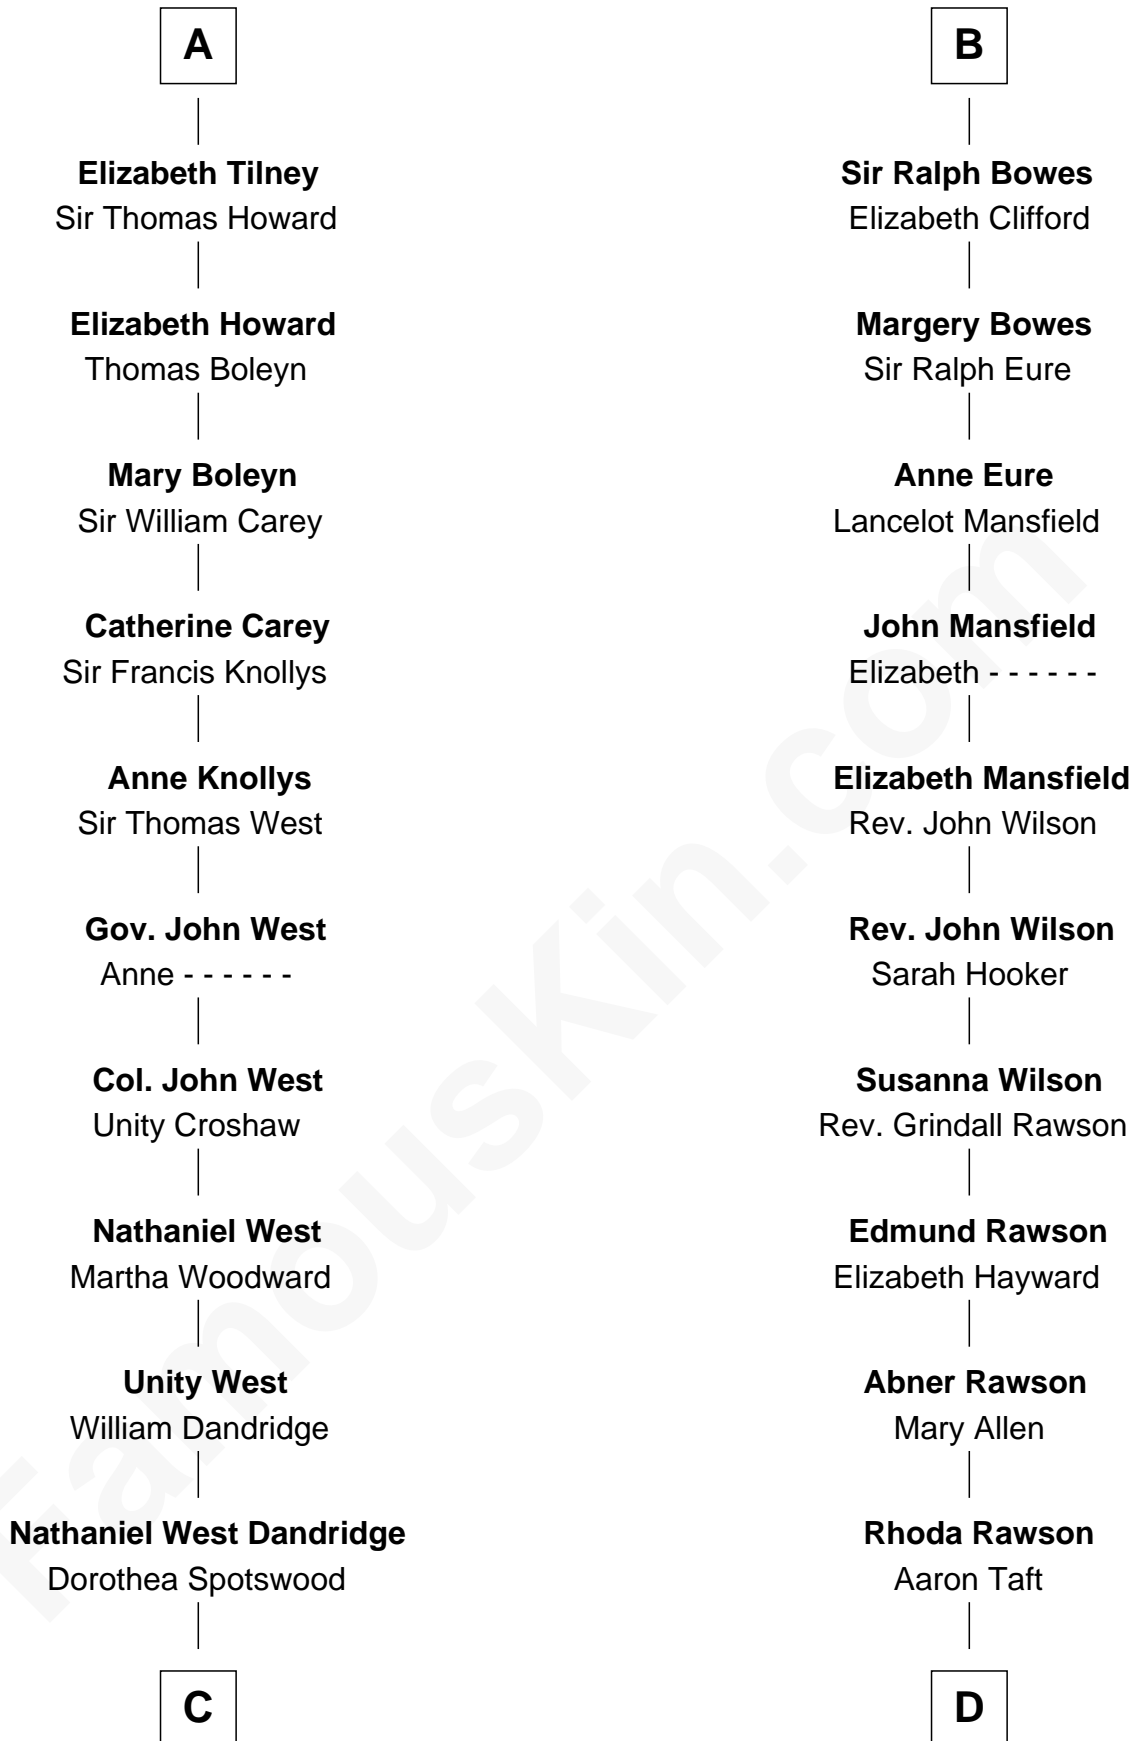 A
Elizabeth Tilney
Sir Thomas Howard
Elizabeth Howard
Thomas Boleyn
Mary Boleyn
Sir William Carey
Catherine Carey
Sir Francis Knollys
Anne Knollys
Sir Thomas West
Gov. John West
Anne - - - - - -
Col. John West
Unity Croshaw
Nathaniel West
Martha Woodward
Unity West
William Dandridge
Nathaniel West Dandridge
Dorothea Spotswood
C
B
Sir Ralph Bowes
Elizabeth Clifford
Margery Bowes
Sir Ralph Eure
Anne Eure
Lancelot Mansfield
John Mansfield
Elizabeth - - - - - -
Elizabeth Mansfield
Rev. John Wilson
Rev. John Wilson
Sarah Hooker
Susanna Wilson
Rev. Grindall Rawson
Edmund Rawson
Elizabeth Hayward
Abner Rawson
Mary Allen
Rhoda Rawson
Aaron Taft
D
FamousKin.com